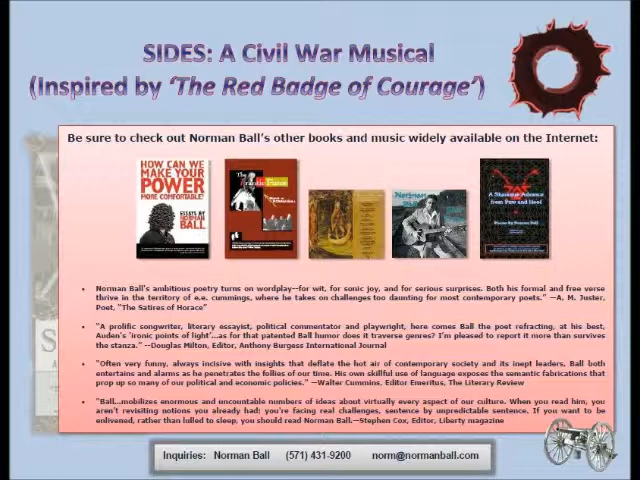 SIDES: A Civil War Musical
(Inspired by ‘The Red Badge of Courage’)
Be sure to check out Norman Ball's other books and music widely available on the Internet:
HOW CAN WE
MAKE YOUR
POWER
MORE COMFORTABLE?
ESSAYS BY
NORMAN
BALL
The
Frantic Force
Norman
A Signature Advance
from Fore and Hoof
• Norman Ball's ambitious poetry turns on wordplay--for wit, for sonic joy, and for serious surprises. Both his formal and free verse
thrive in the territory of e.e. cummings, where he takes on challenges too daunting for most contemporary poets.” —A. M. Juster,
Poet, “The Satires of Horace”
• “A prolific songwriter, literary essayist, political commentator and playwright, here comes Ball the poet refracting, at his best,
Auden's ‘ironic points of light’...as for that patented Ball humor does it traverse genres? I'm pleased to report it more than survives
the stanza.” --Douglas Milton, Editor, Anthony Burgess International Journal
• “Often very funny, always incisive with insights that deflate the hot air of contemporary society and its inept leaders, Ball both
entertains and alarms as he penetrates the follies of our time. His own skillful use of language exposes the semantic fabrications that
prop up so many of our political and economic policies.” —Walter Cummins, Editor Emeritus, The Literary Review
• “Ball...mobilizes enormous and uncountable numbers of ideas about virtually every aspect of our culture. When you read him, you
aren't revisiting notions you already had; you're facing real challenges, sentence by unpredictable sentence. If you want to be
enlivened, rather than lulled to sleep, you should read Norman Ball.—Stephen Cox, Editor, Liberty magazine
Inquiries: Norman Ball (571) 431-9200 norm@normanball.com